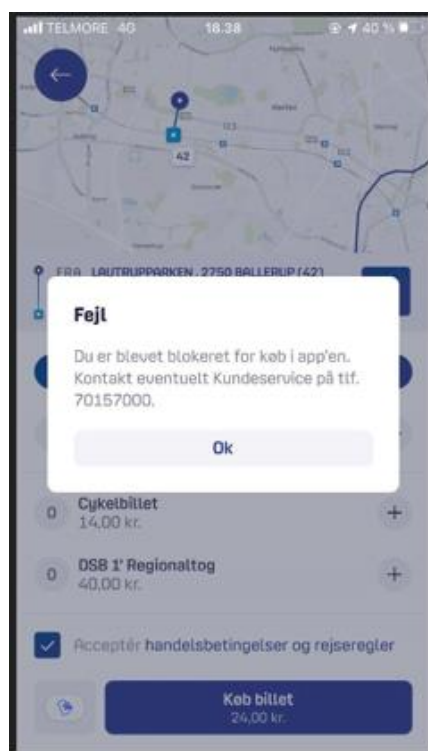 TELMORE 4G 18.38 40 %
42
FRA LAUTRUPPARKEN, 2750 BALLERUP (42)
Fejl
Du er blevet blokeret for køb i app'en.
Kontakt eventuelt Kundeservice på tlf.
70157000.
Ok
0 Cykelbillet +
14,00 kr.
0 DSB 1' Regionaltog +
40,00 kr.
Acceptér handelsbetingelser og rejseregler
Køb billet
24,00 kr.